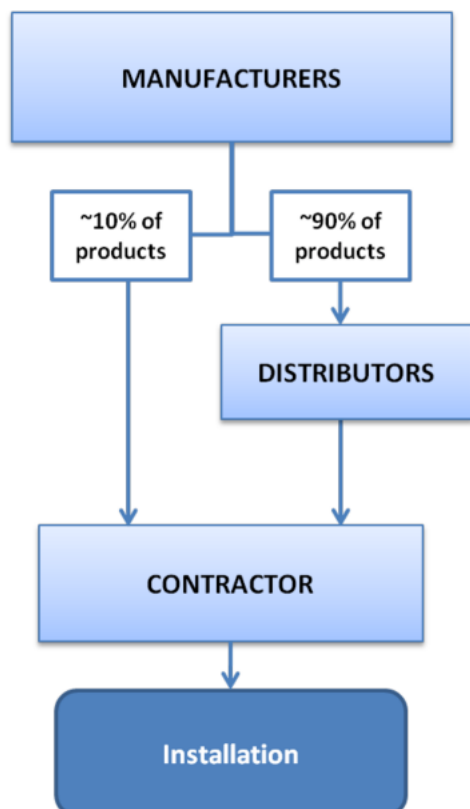 MANUFACTURERS
~10% of
products
~90% of
products
DISTRIBUTORS
CONTRACTOR
Installation